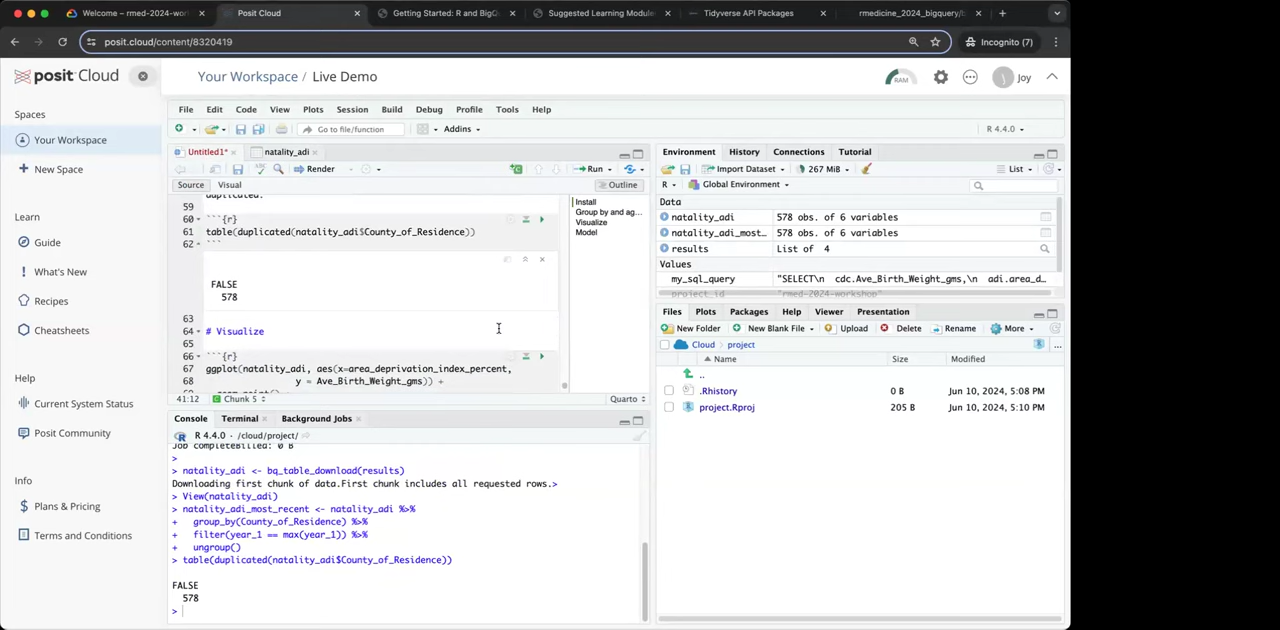 Welcome – rmed-2024-wor
Posit Cloud
Getting Started: R and BigQ
Suggested Learning Module
Tidyverse API Packages
rmedicine_2024_bigquery/t
posit.cloud/content/8320419
Incognito (7)
posit Cloud
Your Workspace / Live Demo
RAM
Joy
Spaces
Your Workspace
New Space
Learn
Guide
What's New
Recipes
Cheatsheets
Help
Current System Status
Posit Community
Info
Plans & Pricing
Terms and Conditions
File Edit Code View Plots Session Build Debug Profile Tools Help
Go to file/function
Addins
R 4.4.0
Untitled1*
natality_adi
Render
Run
Source Visual
Outline
duplicated.
59
60 ```{r}
61 table(duplicated(natality_adi$County_of_Residence))
62 ```
FALSE
578
63
64 # Visualize
65
66 ```{r}
67 ggplot(natality_adi, aes(x=area_deprivation_index_percent,
68 y = Ave_Birth_Weight_gms)) +
Install
Group by and ag...
Visualize
Model
41:12 Chunk 5
Quarto
Console Terminal Background Jobs
R 4.4.0 · /cloud/project/
Job completeBilled: 0 B
>
> natality_adi <- bq_table_download(results)
Downloading first chunk of data.First chunk includes all requested rows.>
> View(natality_adi)
> natality_adi_most_recent <- natality_adi %>%
+ group_by(County_of_Residence) %>%
+ filter(year_1 == max(year_1)) %>%
+ ungroup()
> table(duplicated(natality_adi$County_of_Residence))
FALSE
578
>
Environment History Connections Tutorial
Import Dataset 267 MiB List
R Global Environment
Data
natality_adi 578 obs. of 6 variables
natality_adi_most... 578 obs. of 6 variables
results List of 4
Values
my_sql_query "SELECT\n cdc.Ave_Birth_Weight_gms,\n adi.area_d...
project_id "rmed-2024-workshop"
Files Plots Packages Help Viewer Presentation
New Folder New Blank File Upload Delete Rename More
Cloud project
Name Size Modified
..
.Rhistory 0 B Jun 10, 2024, 5:08 PM
project.Rproj 205 B Jun 10, 2024, 5:10 PM